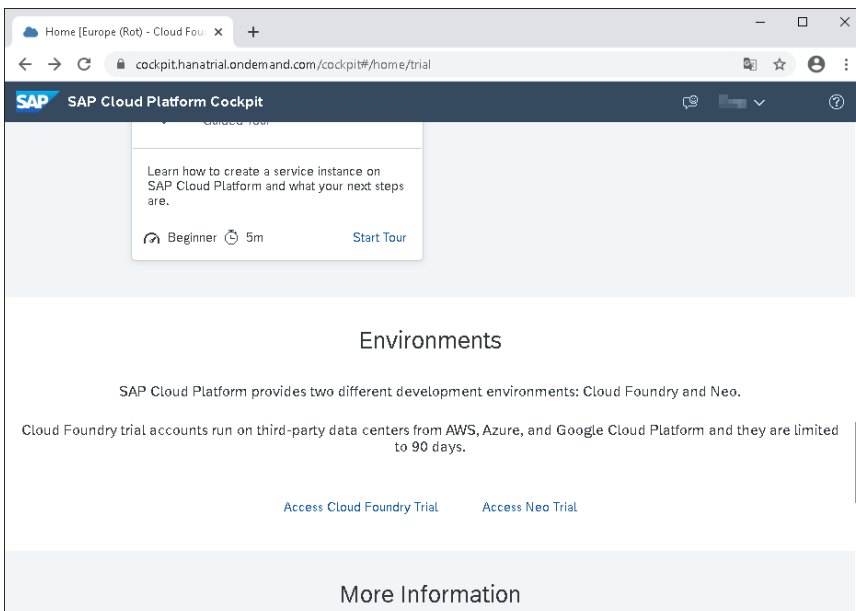 Home [Europe (Rot) - Cloud Fou
cockpit.hanatrial.ondemand.com/cockpit#/home/trial
SAP SAP Cloud Platform Cockpit
Guided Tour
Learn how to create a service instance on
SAP Cloud Platform and what your next steps
are.
Beginner 5m Start Tour
Environments
SAP Cloud Platform provides two different development environments: Cloud Foundry and Neo.
Cloud Foundry trial accounts run on third-party data centers from AWS, Azure, and Google Cloud Platform and they are limited
to 90 days.
Access Cloud Foundry Trial Access Neo Trial
More Information